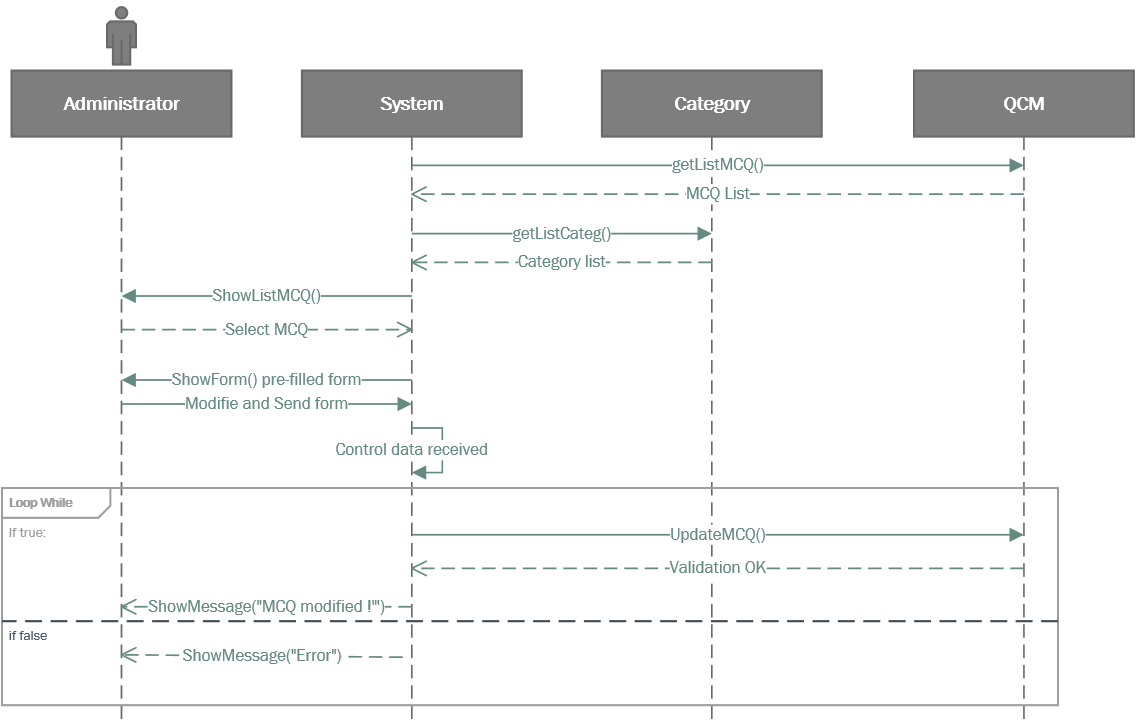 Administrator
System
Category
QCM
getListMCQ()
MCQ List
getListCateg()
Category list
ShowListMCQ()
Select MCQ
ShowForm() pre-filled form
Modifie and Send form
Control data received
Loop While
If true:
UpdateMCQ()
Validation OK
ShowMessage("MCQ modified !"')
if false
ShowMessage("Error")